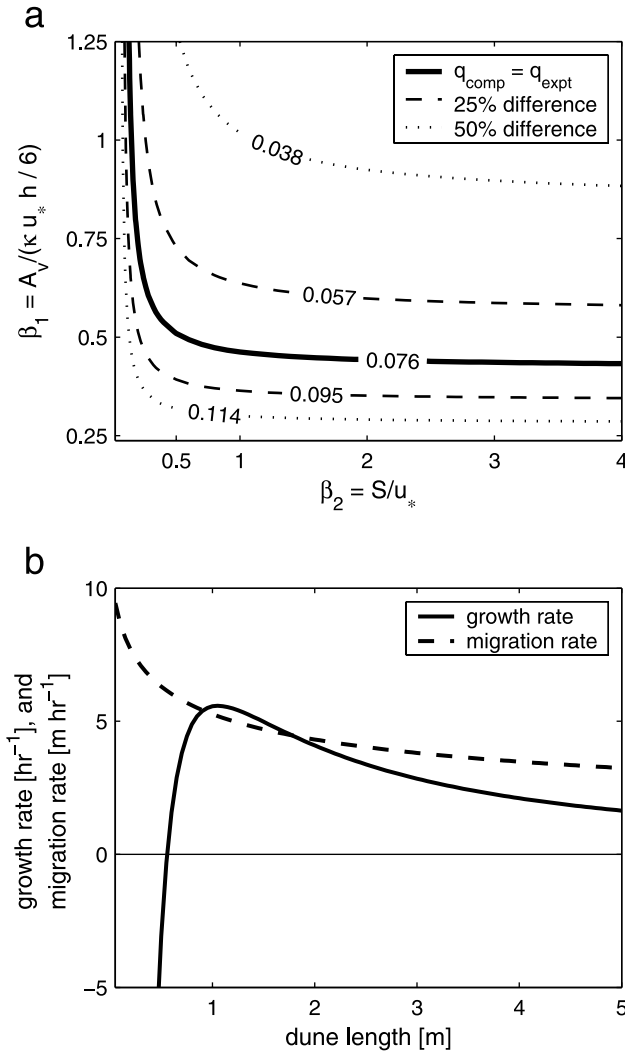 a
1.25
1
0.75
0.5
0.25
β₁ = Aᵥ/(κ u* h / 6)
q_comp = q_expt
25% difference
50% difference
0.038
0.057
0.076
0.095
0.114
0.5 1 2 3 4
β₂ = S/u*
b
10
5
0
−5
growth rate [hr⁻¹], and
migration rate [m hr⁻¹]
growth rate
migration rate
1 2 3 4 5
dune length [m]